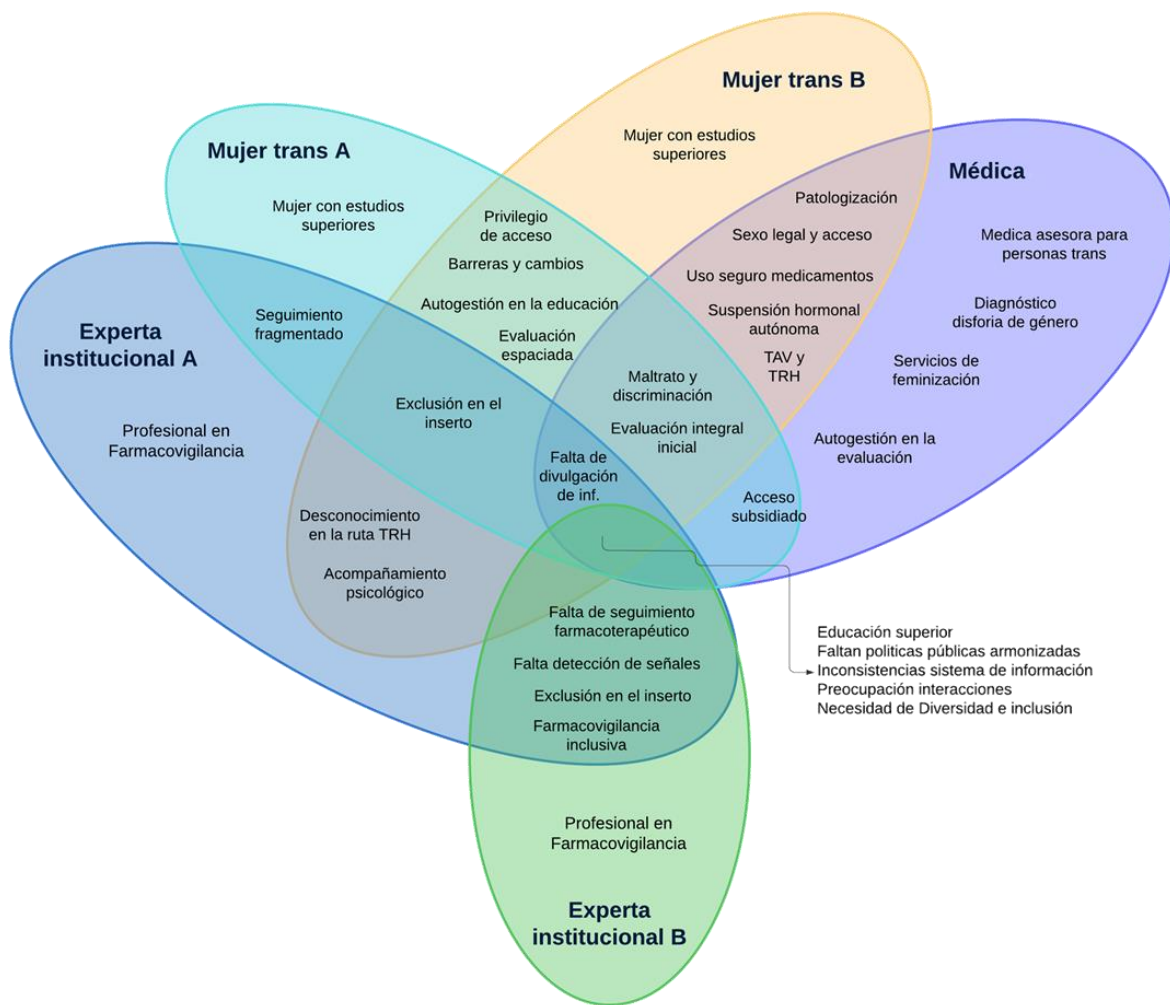 Mujer trans B
Mujer con estudios
superiores
Mujer trans A
Mujer con estudios
superiores
Médica
Patologización
Privilegio
de acceso
Sexo legal y acceso
Medica asesora para
personas trans
Barreras y cambios
Uso seguro medicamentos
Autogestión en la educación
Suspensión hormonal
autónoma
Diagnóstico
disforia de género
Seguimiento
fragmentado
Experta
institucional A
Evaluación
espaciada
TAV y
TRH
Servicios de
feminización
Maltrato y
discriminación
Exclusión en el
inserto
Profesional en
Farmacovigilancia
Evaluación integral
inicial
Autogestión en la
evaluación
Falta de
divulgación
de inf.
Acceso
subsidiado
Desconocimiento
en la ruta TRH
Acompañamiento
psicológico
Falta de seguimiento
farmacoterapéutico
Falta detección de señales
Exclusión en el inserto
Farmacovigilancia
inclusiva
Educación superior
Faltan politicas públicas armonizadas
Inconsistencias sistema de información
Preocupación interacciones
Necesidad de Diversidad e inclusión
Profesional en
Farmacovigilancia
Experta
institucional B